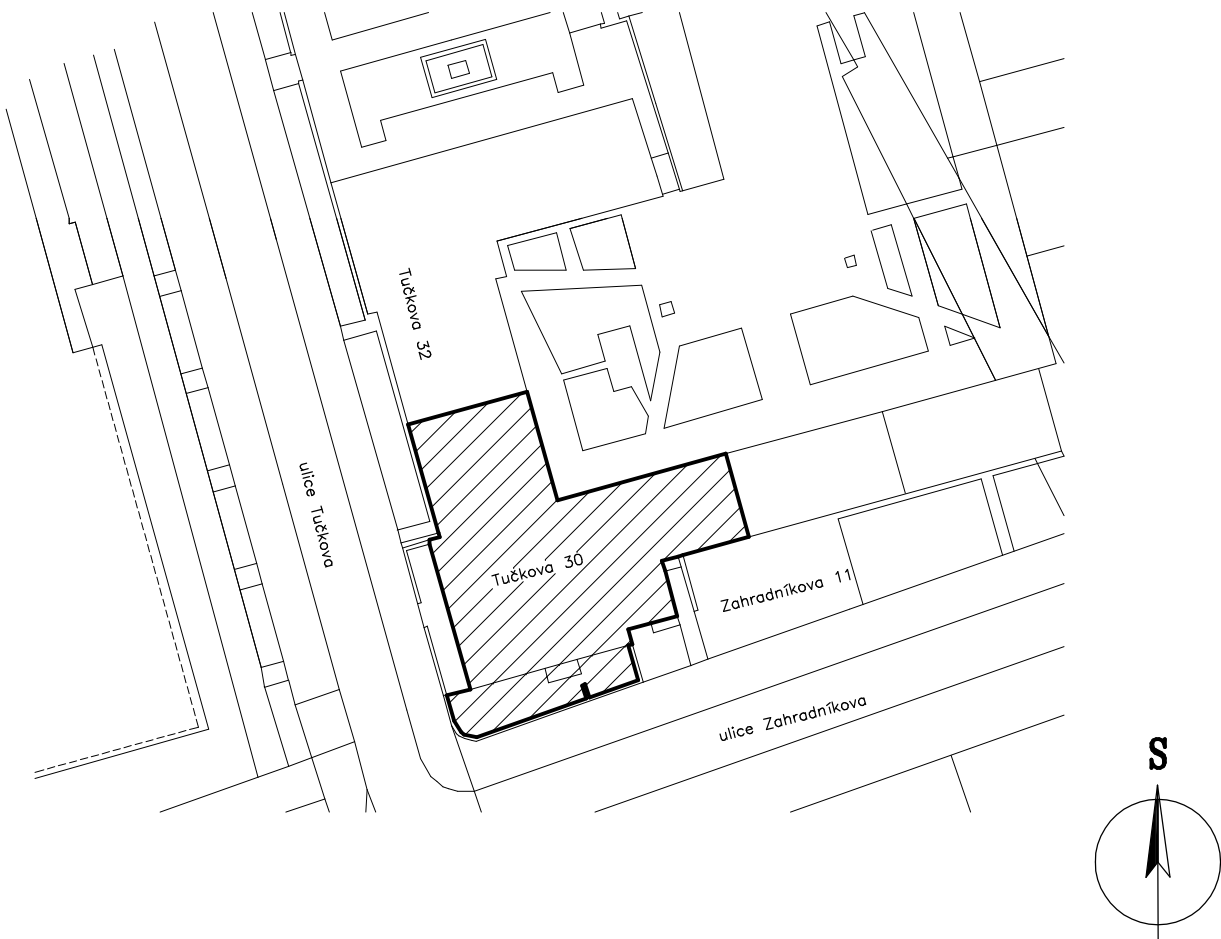 Tučkova 32
ulice Tučkova
Tučkova 30
Zahradníkova 11
ulice Zahradníkova
S